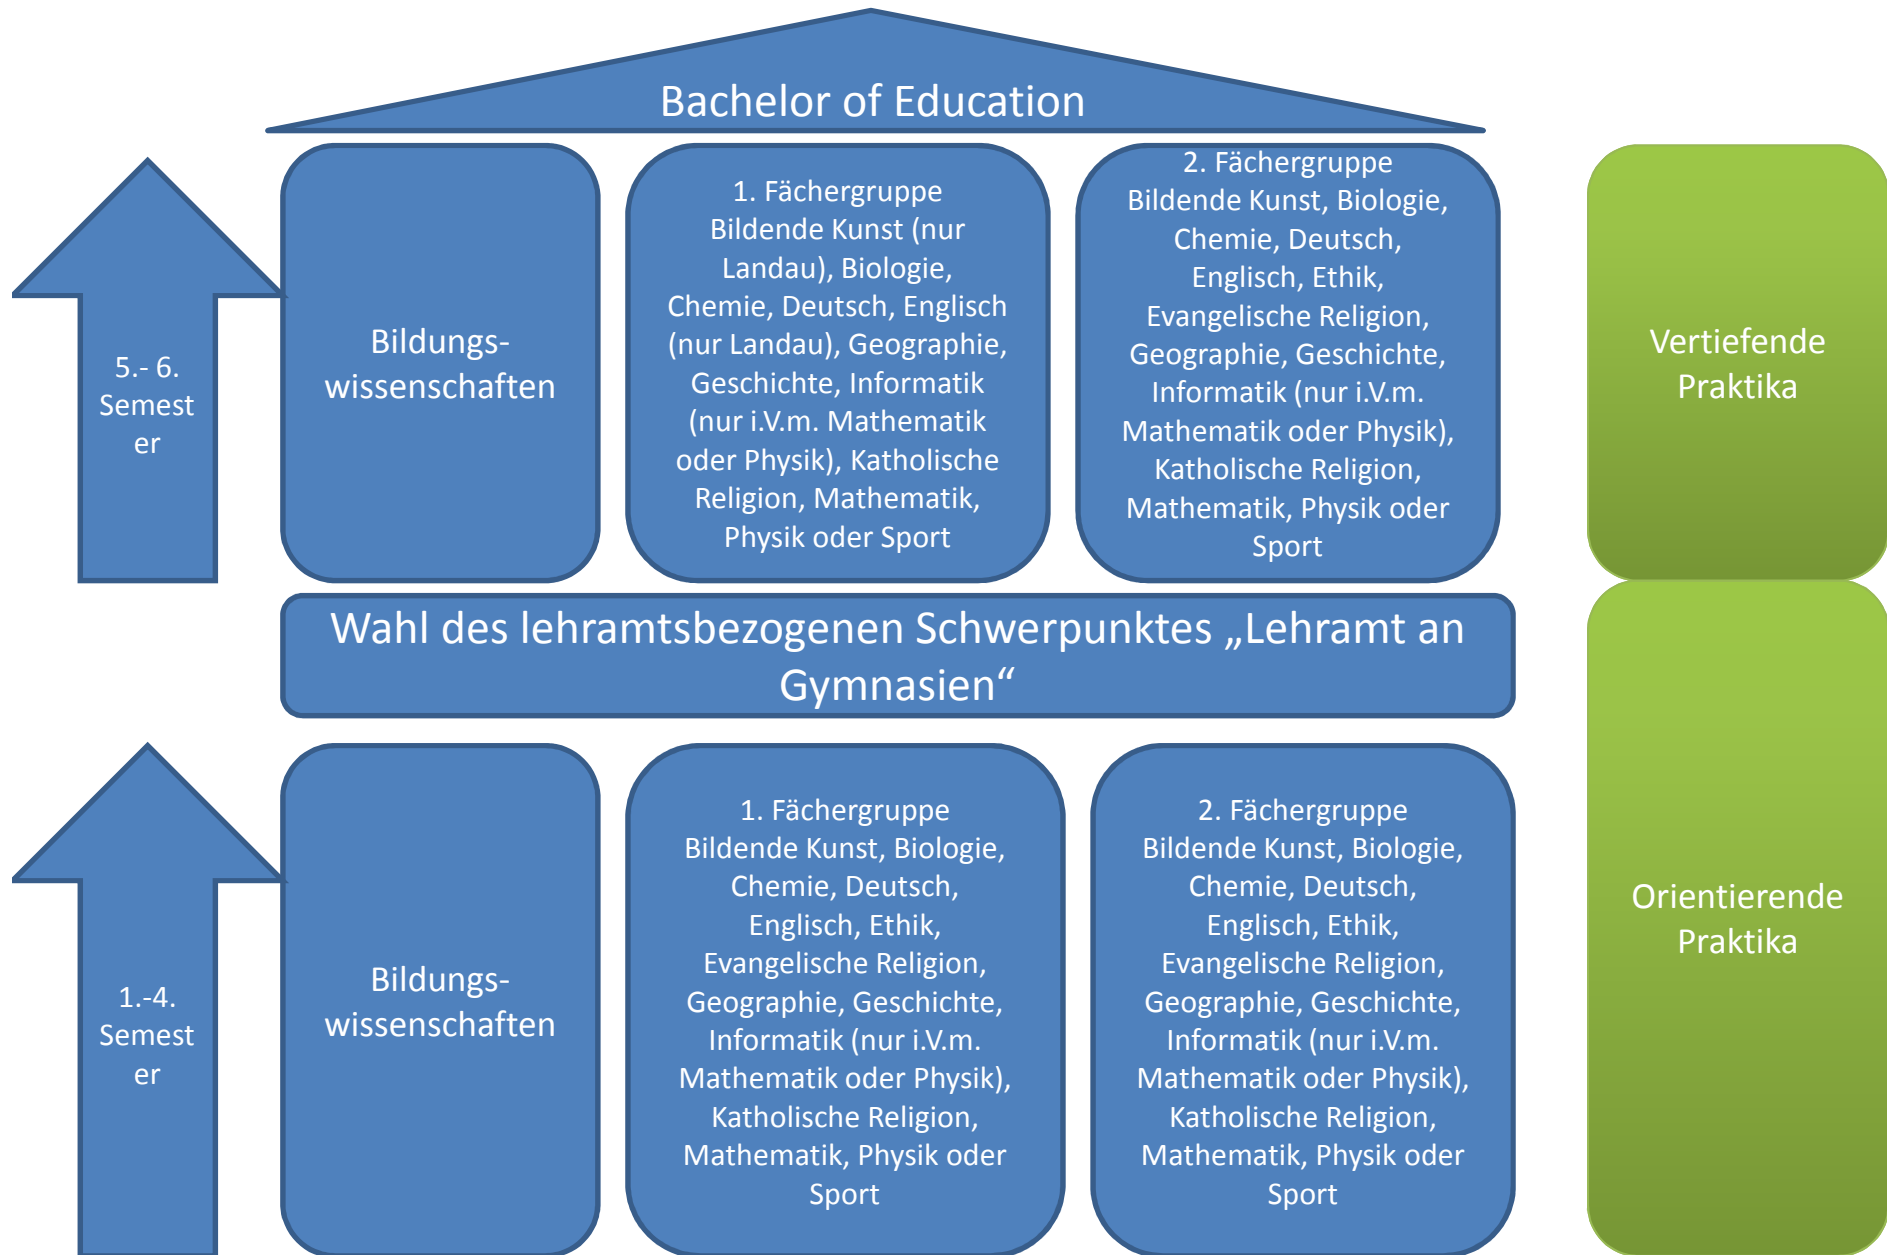 Bachelor of Education
5.- 6.
Semest
er
Bildungs-
wissenschaften
1. Fächergruppe
Bildende Kunst (nur
Landau), Biologie,
Chemie, Deutsch, Englisch
(nur Landau), Geographie,
Geschichte, Informatik
(nur i.V.m. Mathematik
oder Physik), Katholische
Religion, Mathematik,
Physik oder Sport
2. Fächergruppe
Bildende Kunst, Biologie,
Chemie, Deutsch,
Englisch, Ethik,
Evangelische Religion,
Geographie, Geschichte,
Informatik (nur i.V.m.
Mathematik oder Physik),
Katholische Religion,
Mathematik, Physik oder
Sport
Vertiefende
Praktika
Wahl des lehramtsbezogenen Schwerpunktes „Lehramt an
Gymnasien“
1.-4.
Semest
er
Bildungs-
wissenschaften
1. Fächergruppe
Bildende Kunst, Biologie,
Chemie, Deutsch,
Englisch, Ethik,
Evangelische Religion,
Geographie, Geschichte,
Informatik (nur i.V.m.
Mathematik oder Physik),
Katholische Religion,
Mathematik, Physik oder
Sport
2. Fächergruppe
Bildende Kunst, Biologie,
Chemie, Deutsch,
Englisch, Ethik,
Evangelische Religion,
Geographie, Geschichte,
Informatik (nur i.V.m.
Mathematik oder Physik),
Katholische Religion,
Mathematik, Physik oder
Sport
Orientierende
Praktika